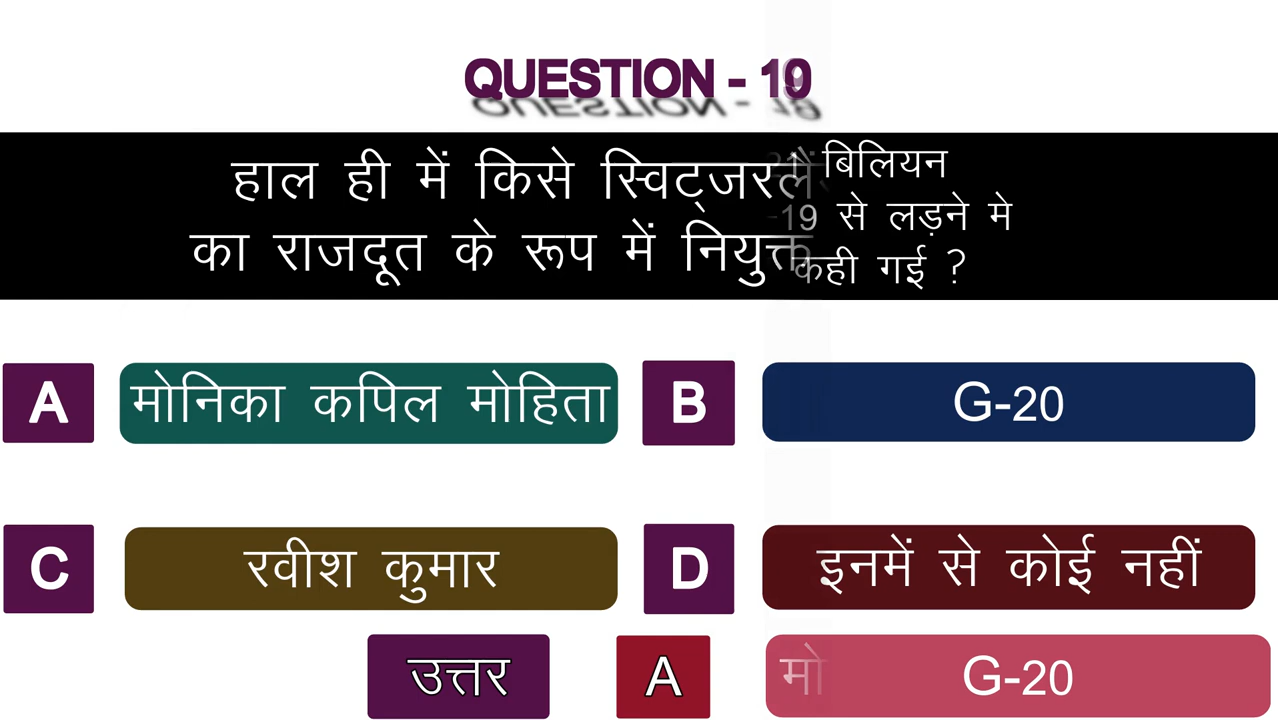 QUESTION - 19
हाल ही में किसे स्विट्जरलैं बिलियन
19 से लड़ने मे
का राजदूत के रूप में नियुक्त कही गई ?
A मोनिका कपिल मोहिता B G-20
C रवीश कुमार D इनमें से कोई नहीं
उत्तर A मो G-20